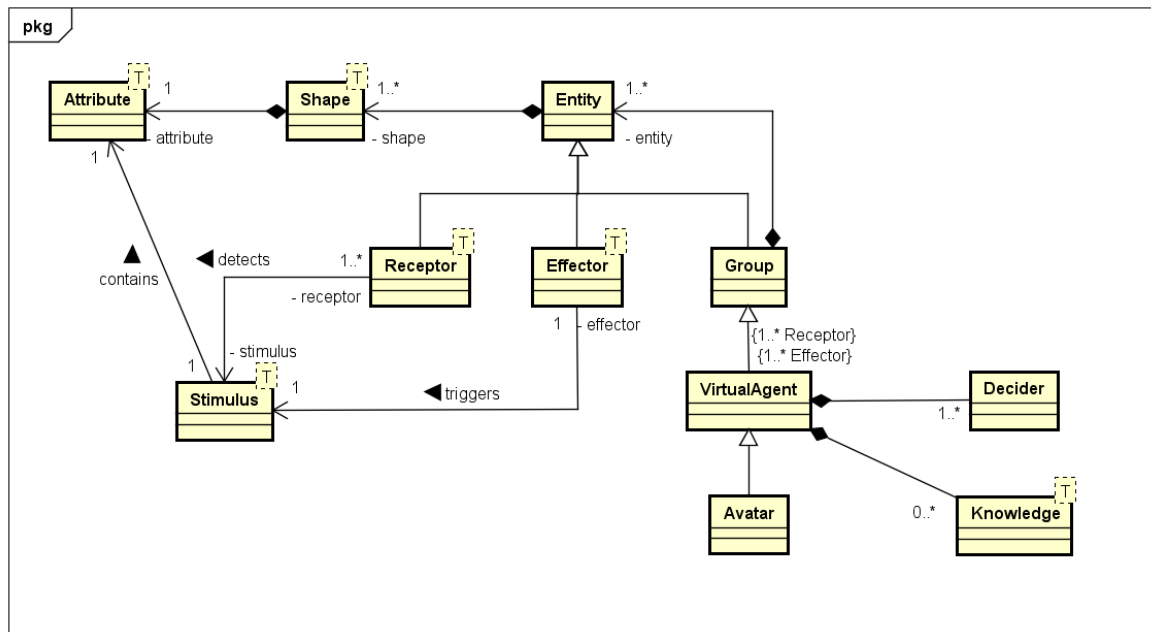 pkg
T
T
Attribute
1
Shape
1..*
Entity
1..*
- attribute
- shape
- entity
1
T
T
detects
1..*
Receptor
Effector
Group
contains
- receptor
1
- effector
{1..* Receptor}
- stimulus
{1..* Effector}
1
T
1
triggers
VirtualAgent
Decider
Stimulus
1..*
T
Avatar
0..*
Knowledge